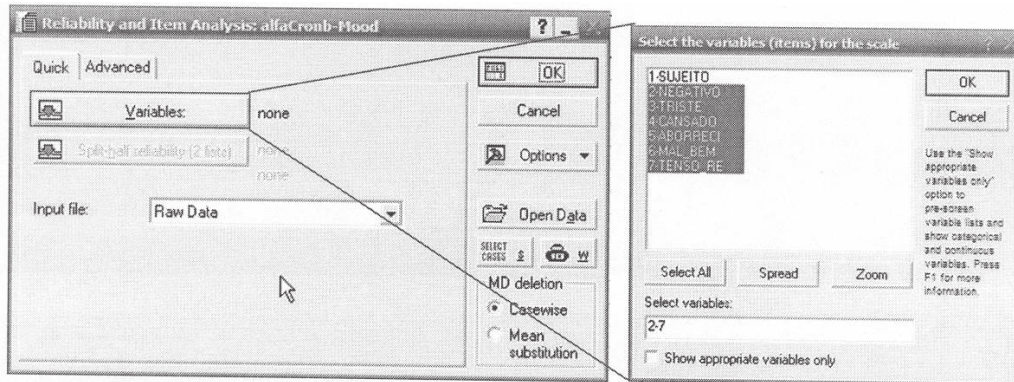 Reliability and Item Analysis: alfaCronb-Mood
Quick
Advanced
Variables:
none
Split-half reliability (2 lists)
none
none
Input file:
Raw Data
OK
Cancel
Options
Open Data
SELECT CASES
S
W
MD deletion
Casewise
Mean
substitution
Select the variables (items) for the scale
1-SUJEITO
2-NEGATIVO
3-TRISTE
4-CANSADO
5-ABORRECI
6-MAL_BEM
7-TENSO_RE
Select All
Spread
Zoom
Select variables:
2-7
Show appropriate variables only
OK
Cancel
Use the "Show
appropriate
variables only"
option to
pre-screen
variable lists and
show categorical
and continuous
variables. Press
F1 for more
information.